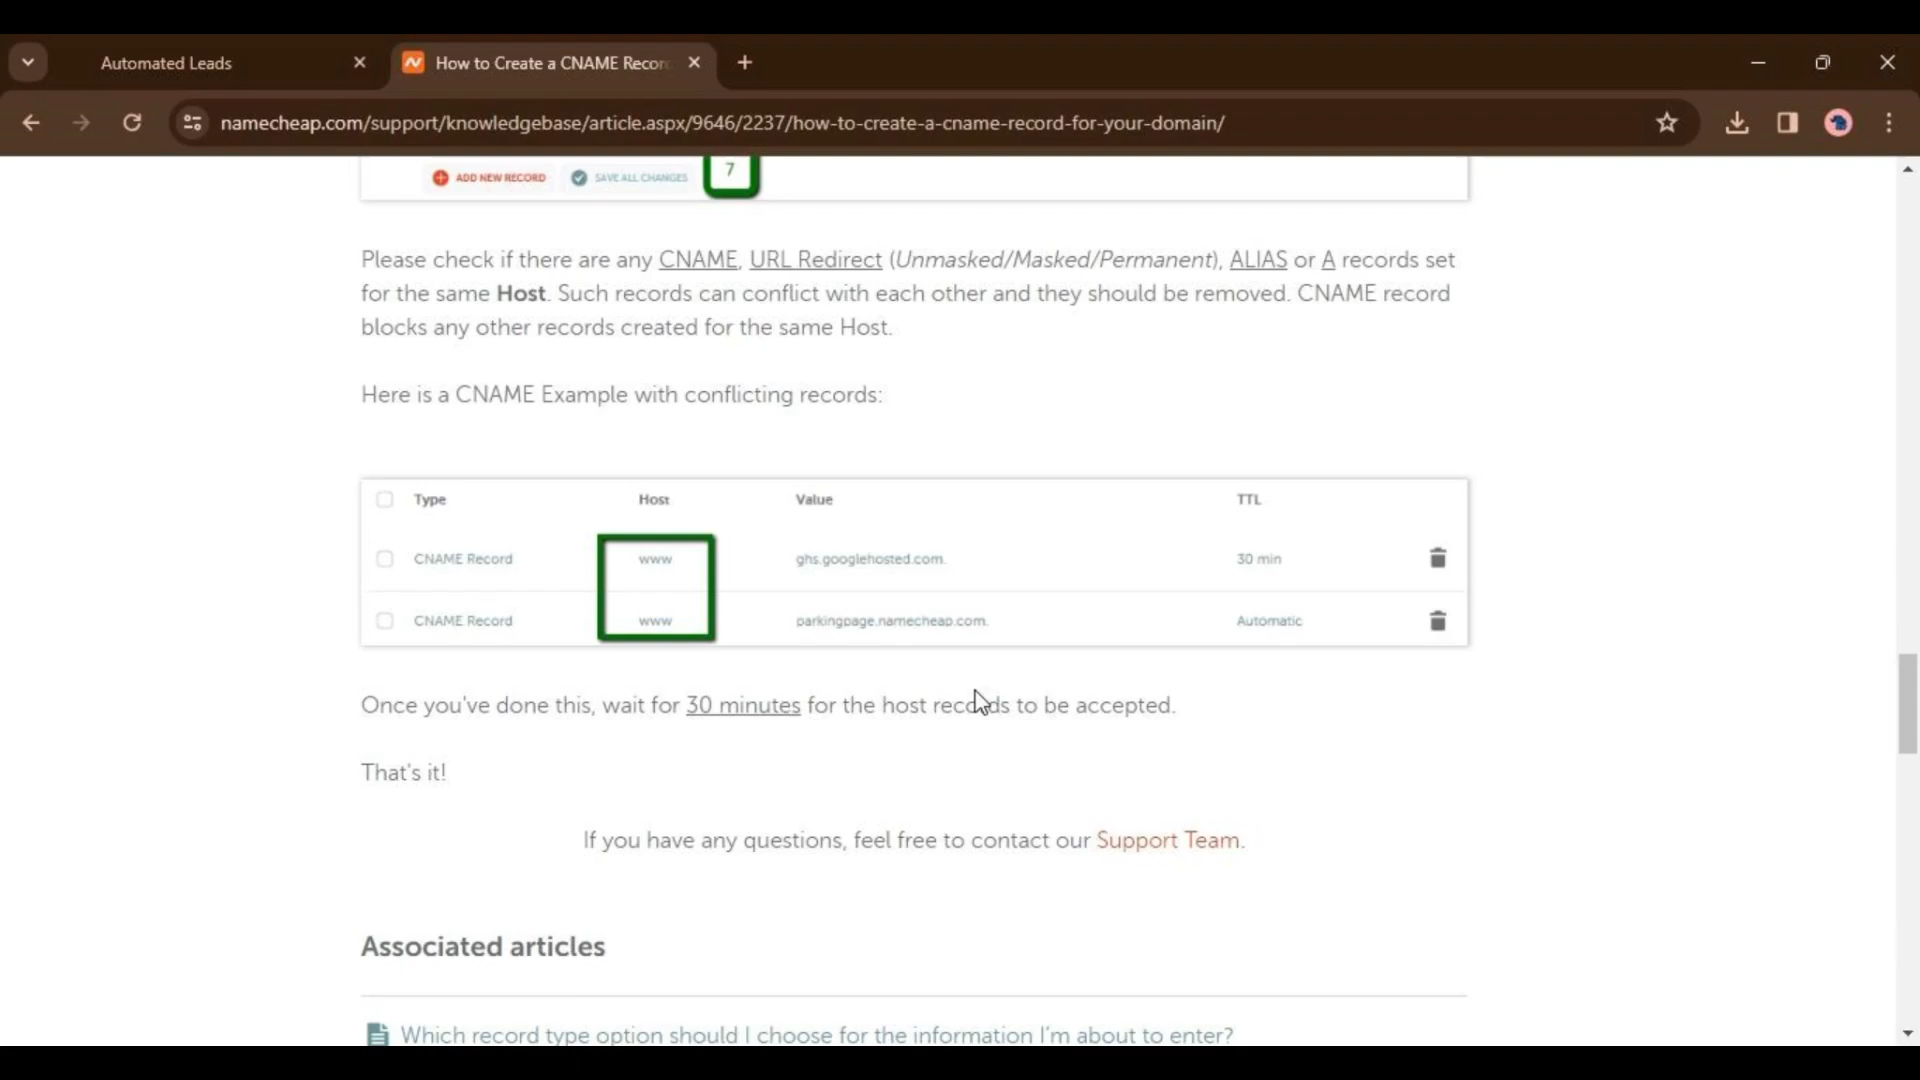 Automated Leads
How to Create a CNAME Recor
namecheap.com/support/knowledgebase/article.aspx/9646/2237/how-to-create-a-cname-record-for-your-domain/
ADD NEW RECORD SAVE ALL CHANGES 7
Please check if there are any CNAME, URL Redirect (Unmasked/Masked/Permanent), ALIAS or A records set
for the same Host. Such records can conflict with each other and they should be removed. CNAME record
blocks any other records created for the same Host.
Here is a CNAME Example with conflicting records:
Type Host Value TTL
CNAME Record www ghs.googlehosted.com. 30 min
CNAME Record www parkingpage.namecheap.com. Automatic
Once you've done this, wait for 30 minutes for the host records to be accepted.
That's it!
If you have any questions, feel free to contact our Support Team.
Associated articles
Which record type option should I choose for the information I'm about to enter?